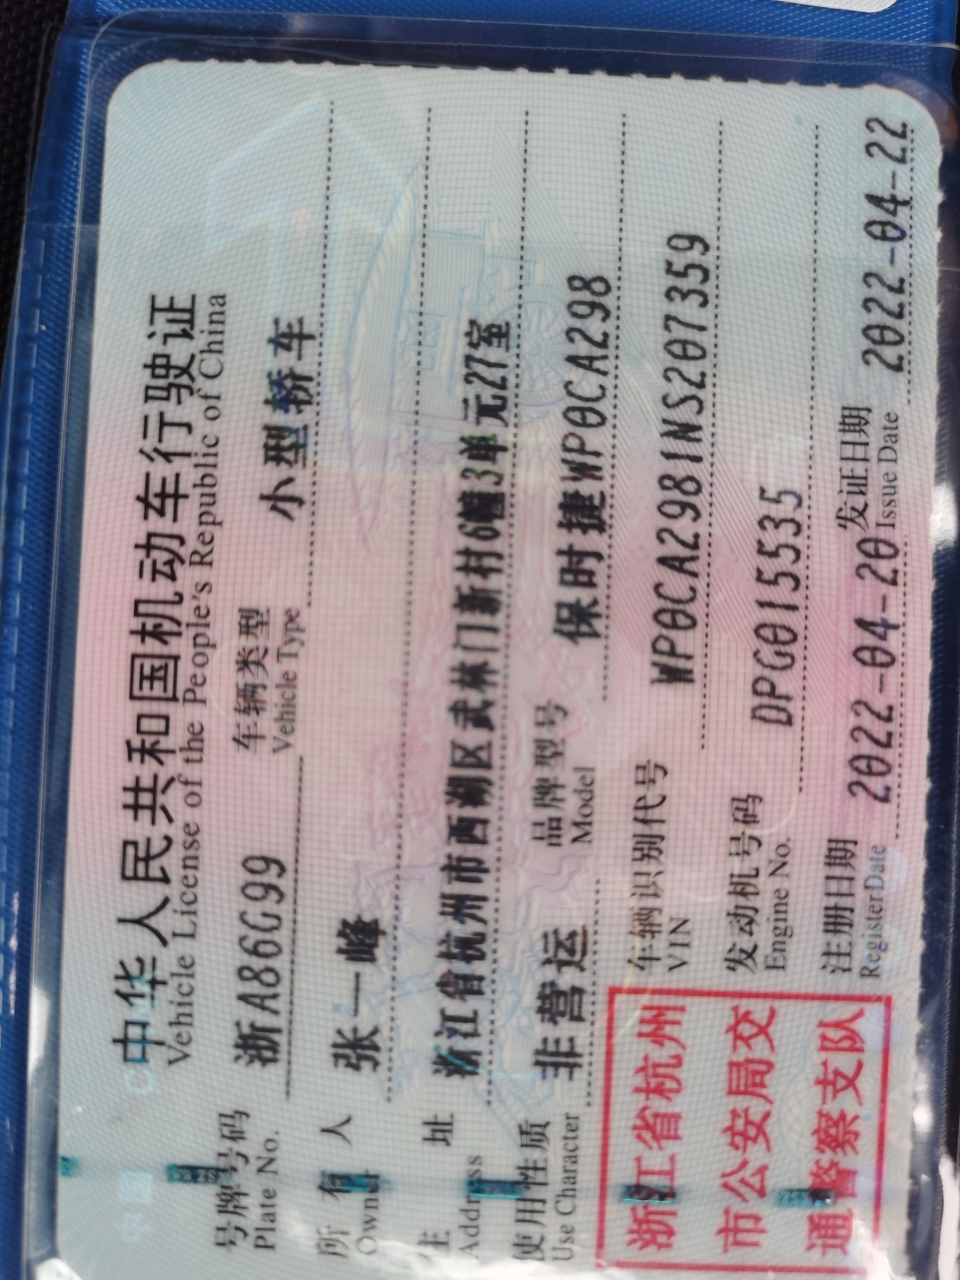 中华人民共和国机动车行驶证
Vehicle License of the People's Republic of China
号牌号码 浙A86G99 车辆类型 小型轿车
Plate No. Vehicle Type
所有人 张一峰
Owner
住址 浙江省杭州市西湖区武林门新村6幢3单元27室
Address
使用性质 非营运 品牌型号 保时捷WP0CA298
Use Character Model
浙江省杭州
市公安局交
通警察支队
车辆识别代号 WP0CA2981NS207359
VIN
发动机号码 DPG015535
Engine No.
注册日期 2022-04-20 发证日期 2022-04-22
Register Date Issue Date